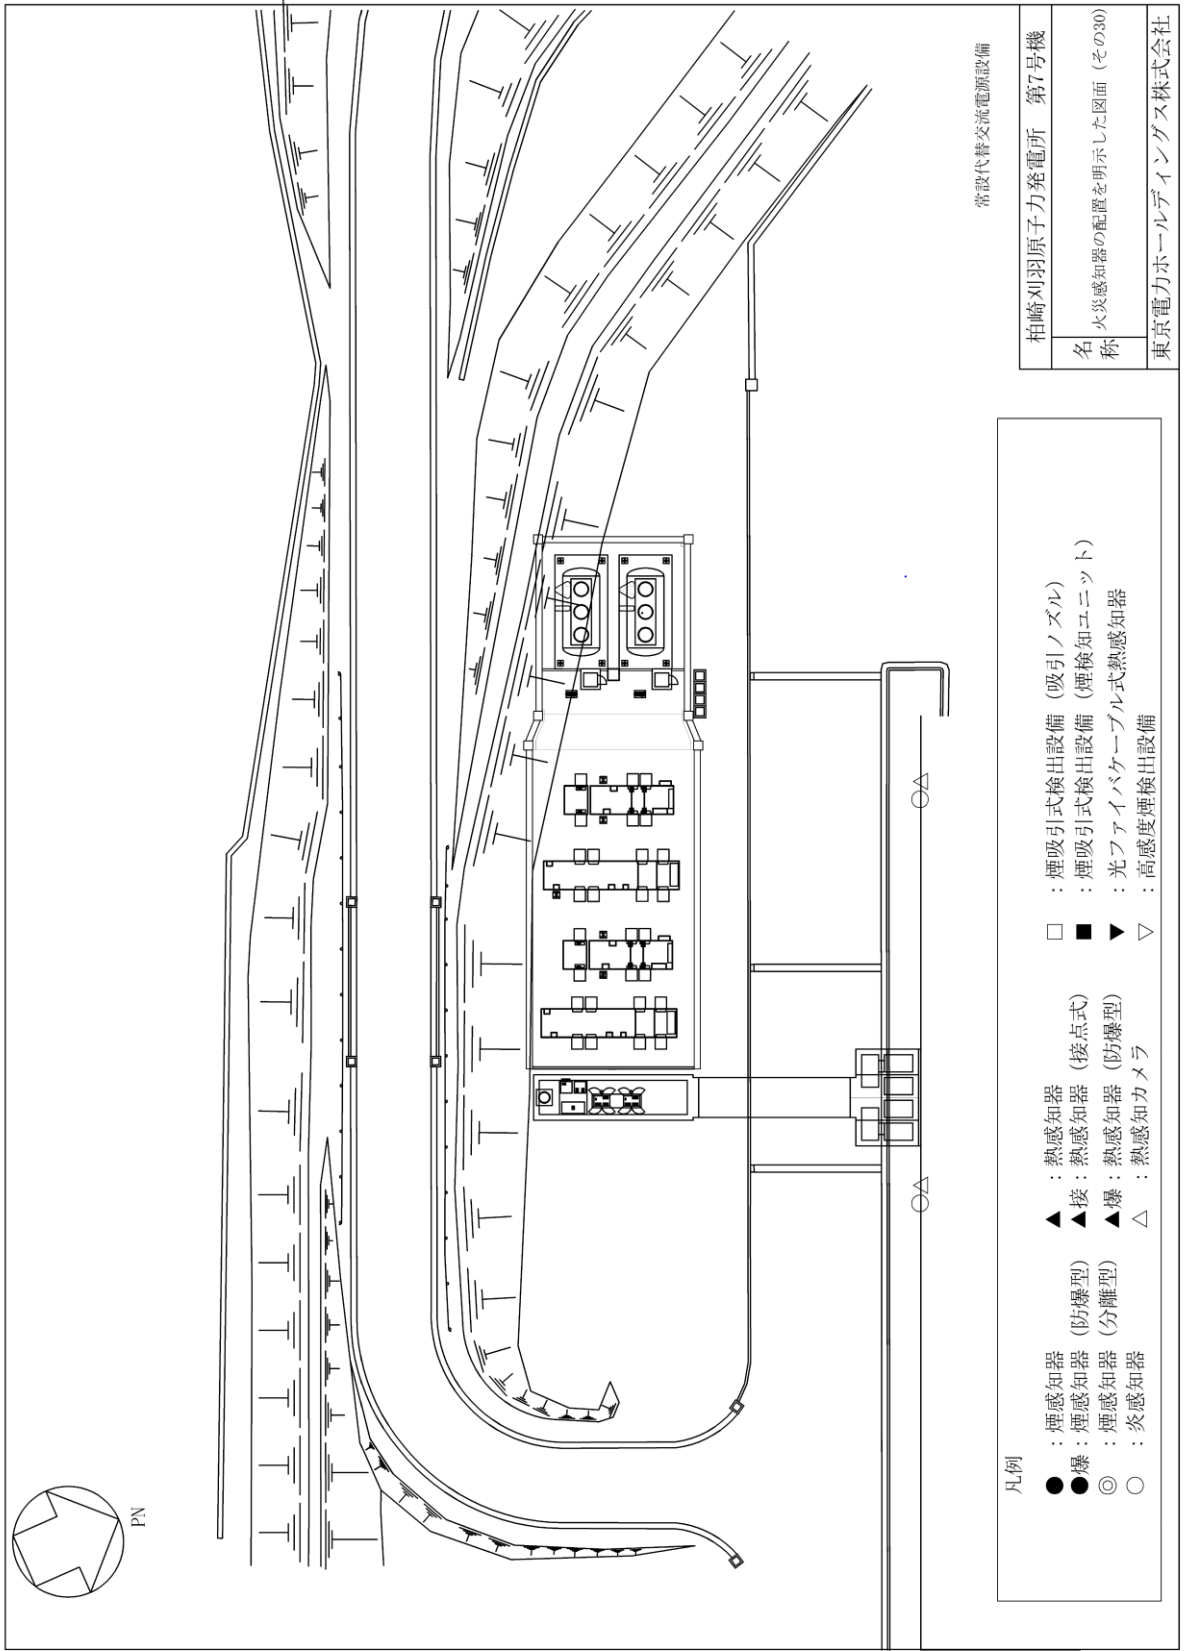 常設代替交流電源設備
柏崎刈羽原子力発電所　第7号機
名称
火災感知器の配置を明示した図面（その30）
東京電力ホールディングス株式会社
PN
凡例
●：煙感知器
●爆：煙感知器（防爆型）
◎：煙感知器（分離型）
○：炎感知器
▲：熱感知器
▲接：熱感知器（接点式）
▲爆：熱感知器（防爆型）
△：熱感知カメラ
□：煙吸引式検出設備（吸引ノズル）
■：煙吸引式検出設備（煙検知ユニット）
▼：光ファイバケーブル式熱感知器
▽：高感度煙検出設備